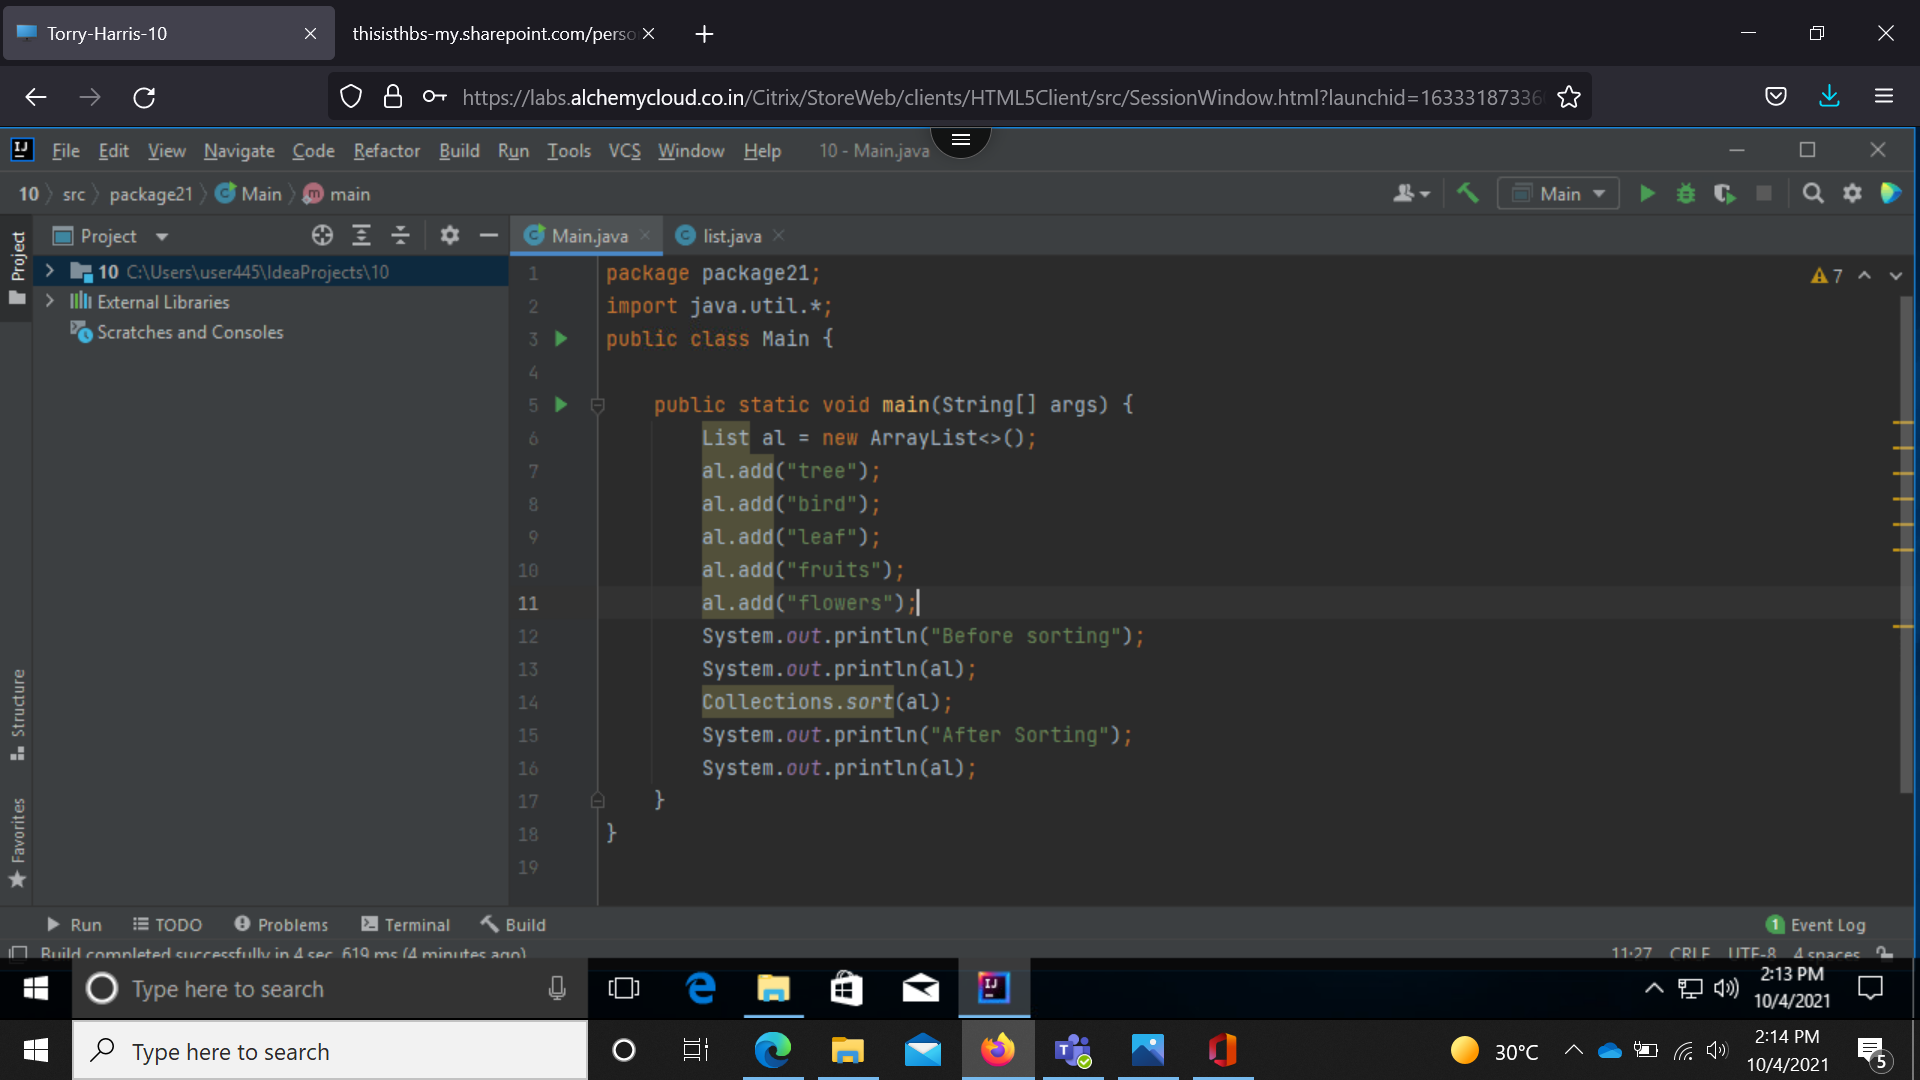 Torry-Harris-10
thisisthbs-my.sharepoint.com/perso
https://labs.alchemycloud.co.in/Citrix/StoreWeb/clients/HTML5Client/src/SessionWindow.html?launchid=1633318733
IJ File Edit View Navigate Code Refactor Build Run Tools VCS Window Help 10 - Main.java
10 src package21 C Main m main
Main
Project
Project
C Main.java C list.java
10 C:\Users\user445\IdeaProjects\10
External Libraries
Scratches and Consoles
7
1 package package21;
2 import java.util.*;
3 public class Main {
4
5 public static void main(String[] args) {
6 List al = new ArrayList<>();
7 al.add("tree");
8 al.add("bird");
9 al.add("leaf");
10 al.add("fruits");
11 al.add("flowers");
12 System.out.println("Before sorting");
13 System.out.println(al);
14 Collections.sort(al);
15 System.out.println("After Sorting");
16 System.out.println(al);
17 }
18 }
19
Structure
Favorites
Run TODO Problems Terminal Build 1 Event Log
Build completed successfully in 4 sec, 619 ms (4 minutes ago) 11:27 CRLF UTF-8 4 spaces
Type here to search IJ 2:13 PM
10/4/2021
Type here to search 30°C 2:14 PM
10/4/2021 5